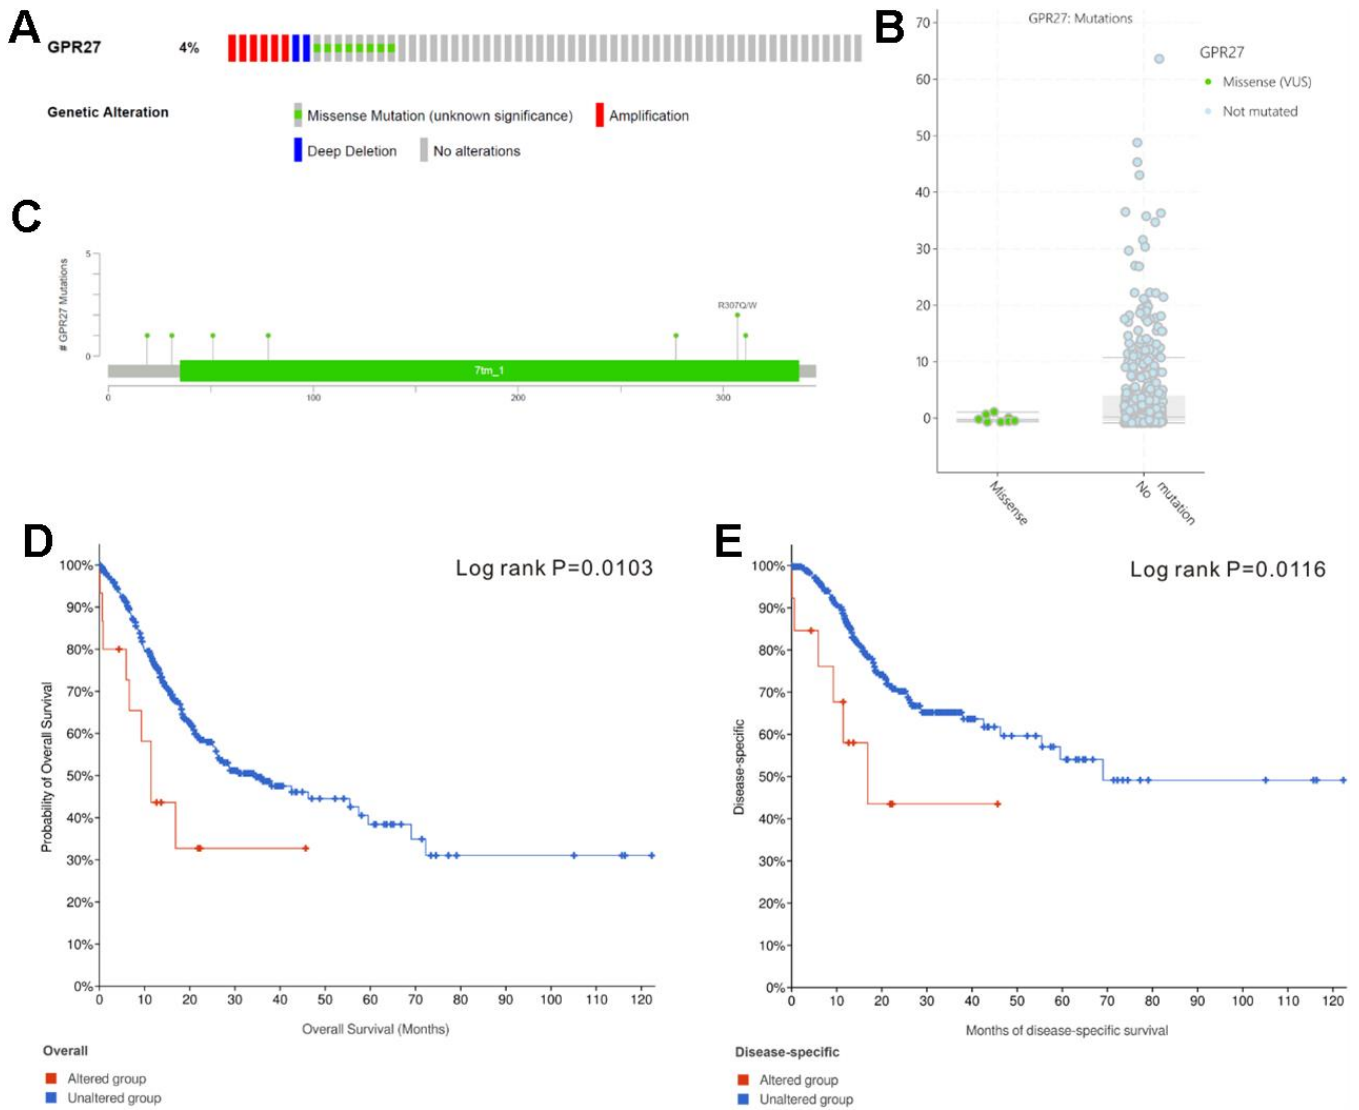 A
GPR27
4%
Genetic Alteration
Missense Mutation (unknown significance)
Amplification
Deep Deletion
No alterations
B
GPR27: Mutations
70
60
50
40
30
20
10
0
Missense
No mutation
GPR27
Missense (VUS)
Not mutated
C
# GPR27 Mutations
5
0
R307Q/W
7tm_1
0
100
200
300
D
Log rank P=0.0103
Probability of Overall Survival
100%
90%
80%
70%
60%
50%
40%
30%
20%
10%
0%
0 10 20 30 40 50 60 70 80 90 100 110 120
Overall Survival (Months)
Overall
Altered group
Unaltered group
E
Log rank P=0.0116
Disease-specific
100%
90%
80%
70%
60%
50%
40%
30%
20%
10%
0%
0 10 20 30 40 50 60 70 80 90 100 110 120
Months of disease-specific survival
Disease-specific
Altered group
Unaltered group